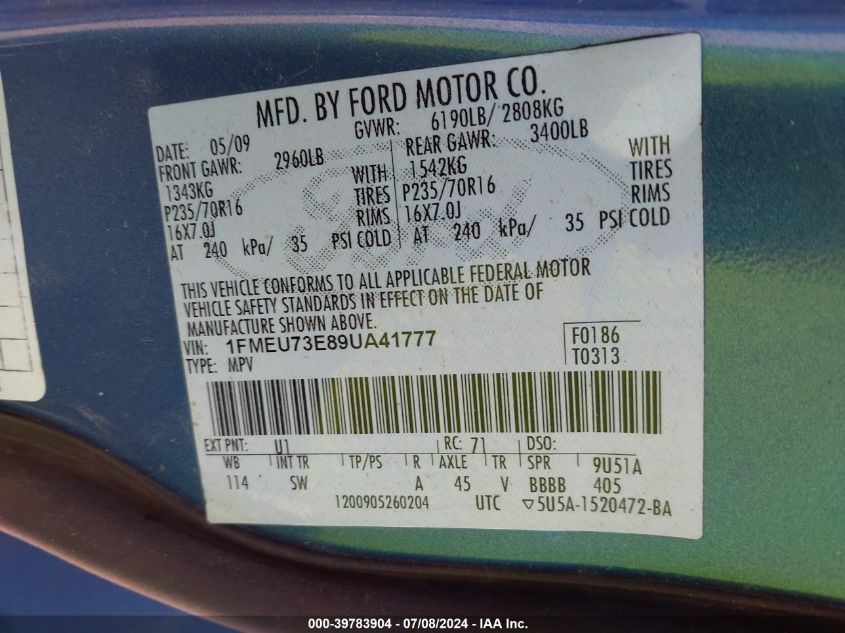 MFD. BY FORD MOTOR CO.
DATE: 05/09 GVWR: 6190LB/ 2808KG
FRONT GAWR: 2960LB REAR GAWR: 3400LB
1343KG WITH 1542KG WITH
P235/70R16 TIRES P235/70R16 TIRES
16X7.0J RIMS 16X7.0J RIMS
AT 240 kPa/ 35 PSI COLD AT 240 kPa/ 35 PSI COLD
THIS VEHICLE CONFORMS TO ALL APPLICABLE FEDERAL MOTOR
VEHICLE SAFETY STANDARDS IN EFFECT ON THE DATE OF
MANUFACTURE SHOWN ABOVE.
VIN: 1FMEU73E89UA41777 F0186
TYPE: MPV T0313
EXT PNT: U1 RC: 71 DSO:
WB INT TR TP/PS R AXLE TR SPR 9U51A
114 SW A 45 V BBBB 405
1200905260204 UTC ▽5U5A-1520472-BA
000-39783904 / 07/08/2024 - IAA Inc.